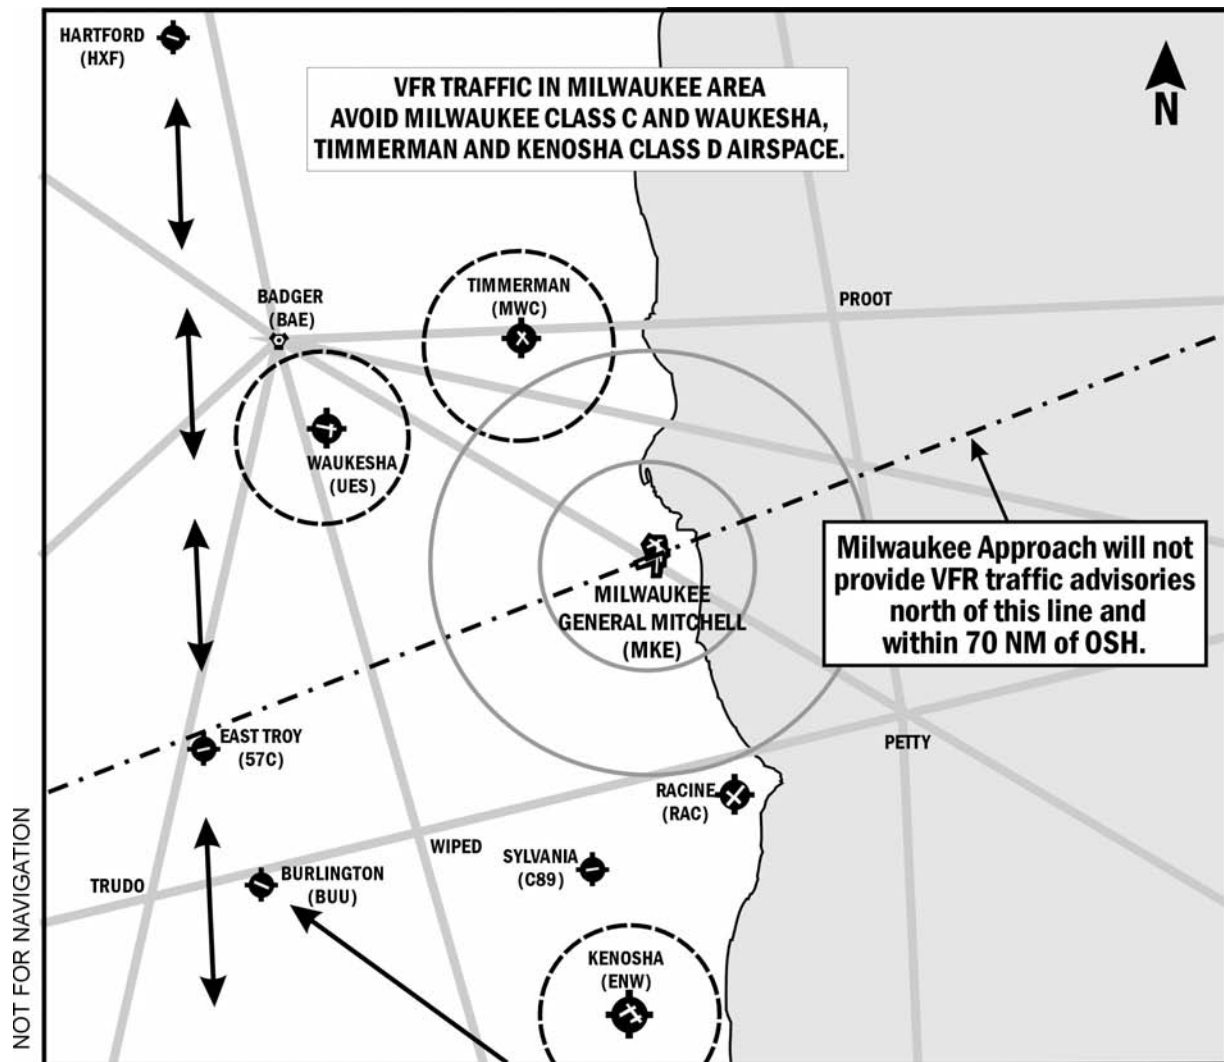 HARTFORD
(HXF)
VFR TRAFFIC IN MILWAUKEE AREA
AVOID MILWAUKEE CLASS C AND WAUKESHA,
TIMMERMAN AND KENOSHA CLASS D AIRSPACE.
N
BADGER
(BAE)
TIMMERMAN
(MWC)
PROOT
WAUKESHA
(UES)
Milwaukee Approach will not
provide VFR traffic advisories
north of this line and
within 70 NM of OSH.
MILWAUKEE
GENERAL MITCHELL
(MKE)
EAST TROY
(57C)
PETTY
RACINE
(RAC)
WIPED
SYLVANIA
(C89)
TRUDO
BURLINGTON
(BUU)
KENOSHA
(ENW)
NOT FOR NAVIGATION